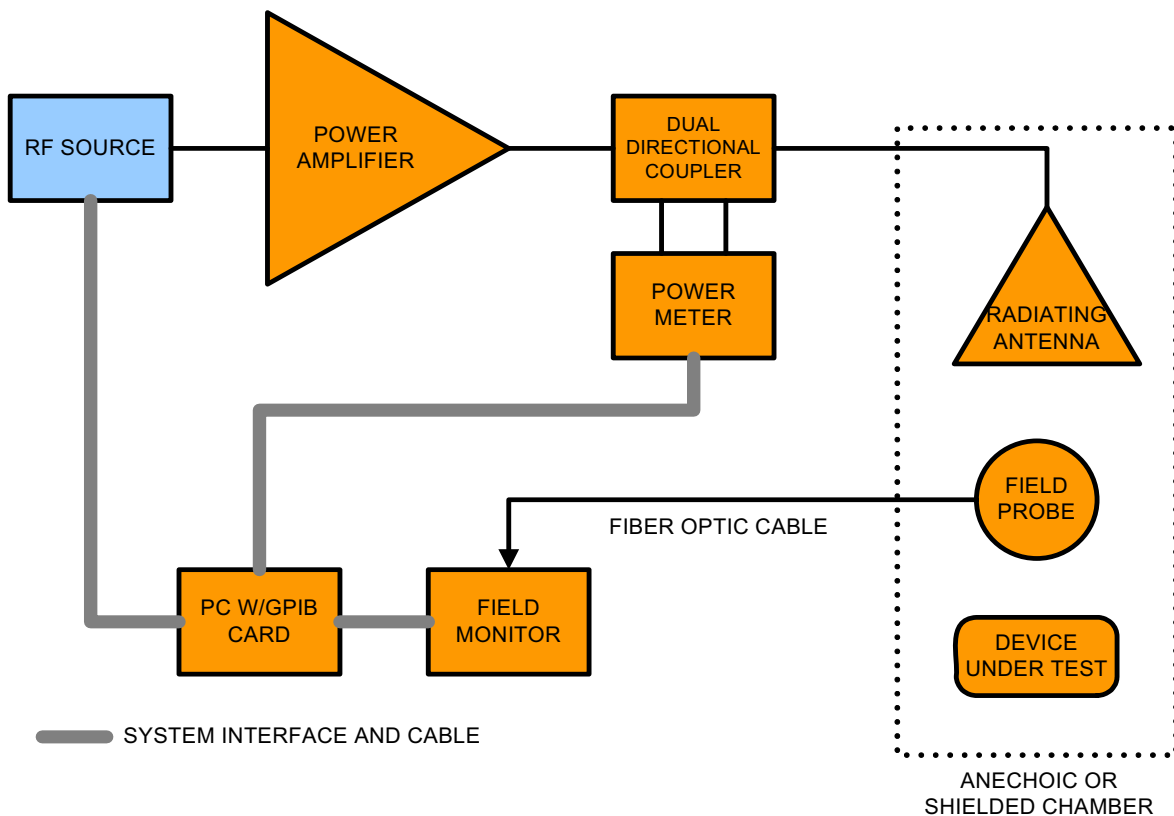 RF SOURCE
POWER
AMPLIFIER
DUAL
DIRECTIONAL
COUPLER
POWER
METER
RADIATING
ANTENNA
FIELD
PROBE
FIBER OPTIC CABLE
PC W/GPIB
CARD
FIELD
MONITOR
DEVICE
UNDER TEST
SYSTEM INTERFACE AND CABLE
ANECHOIC OR
SHIELDED CHAMBER